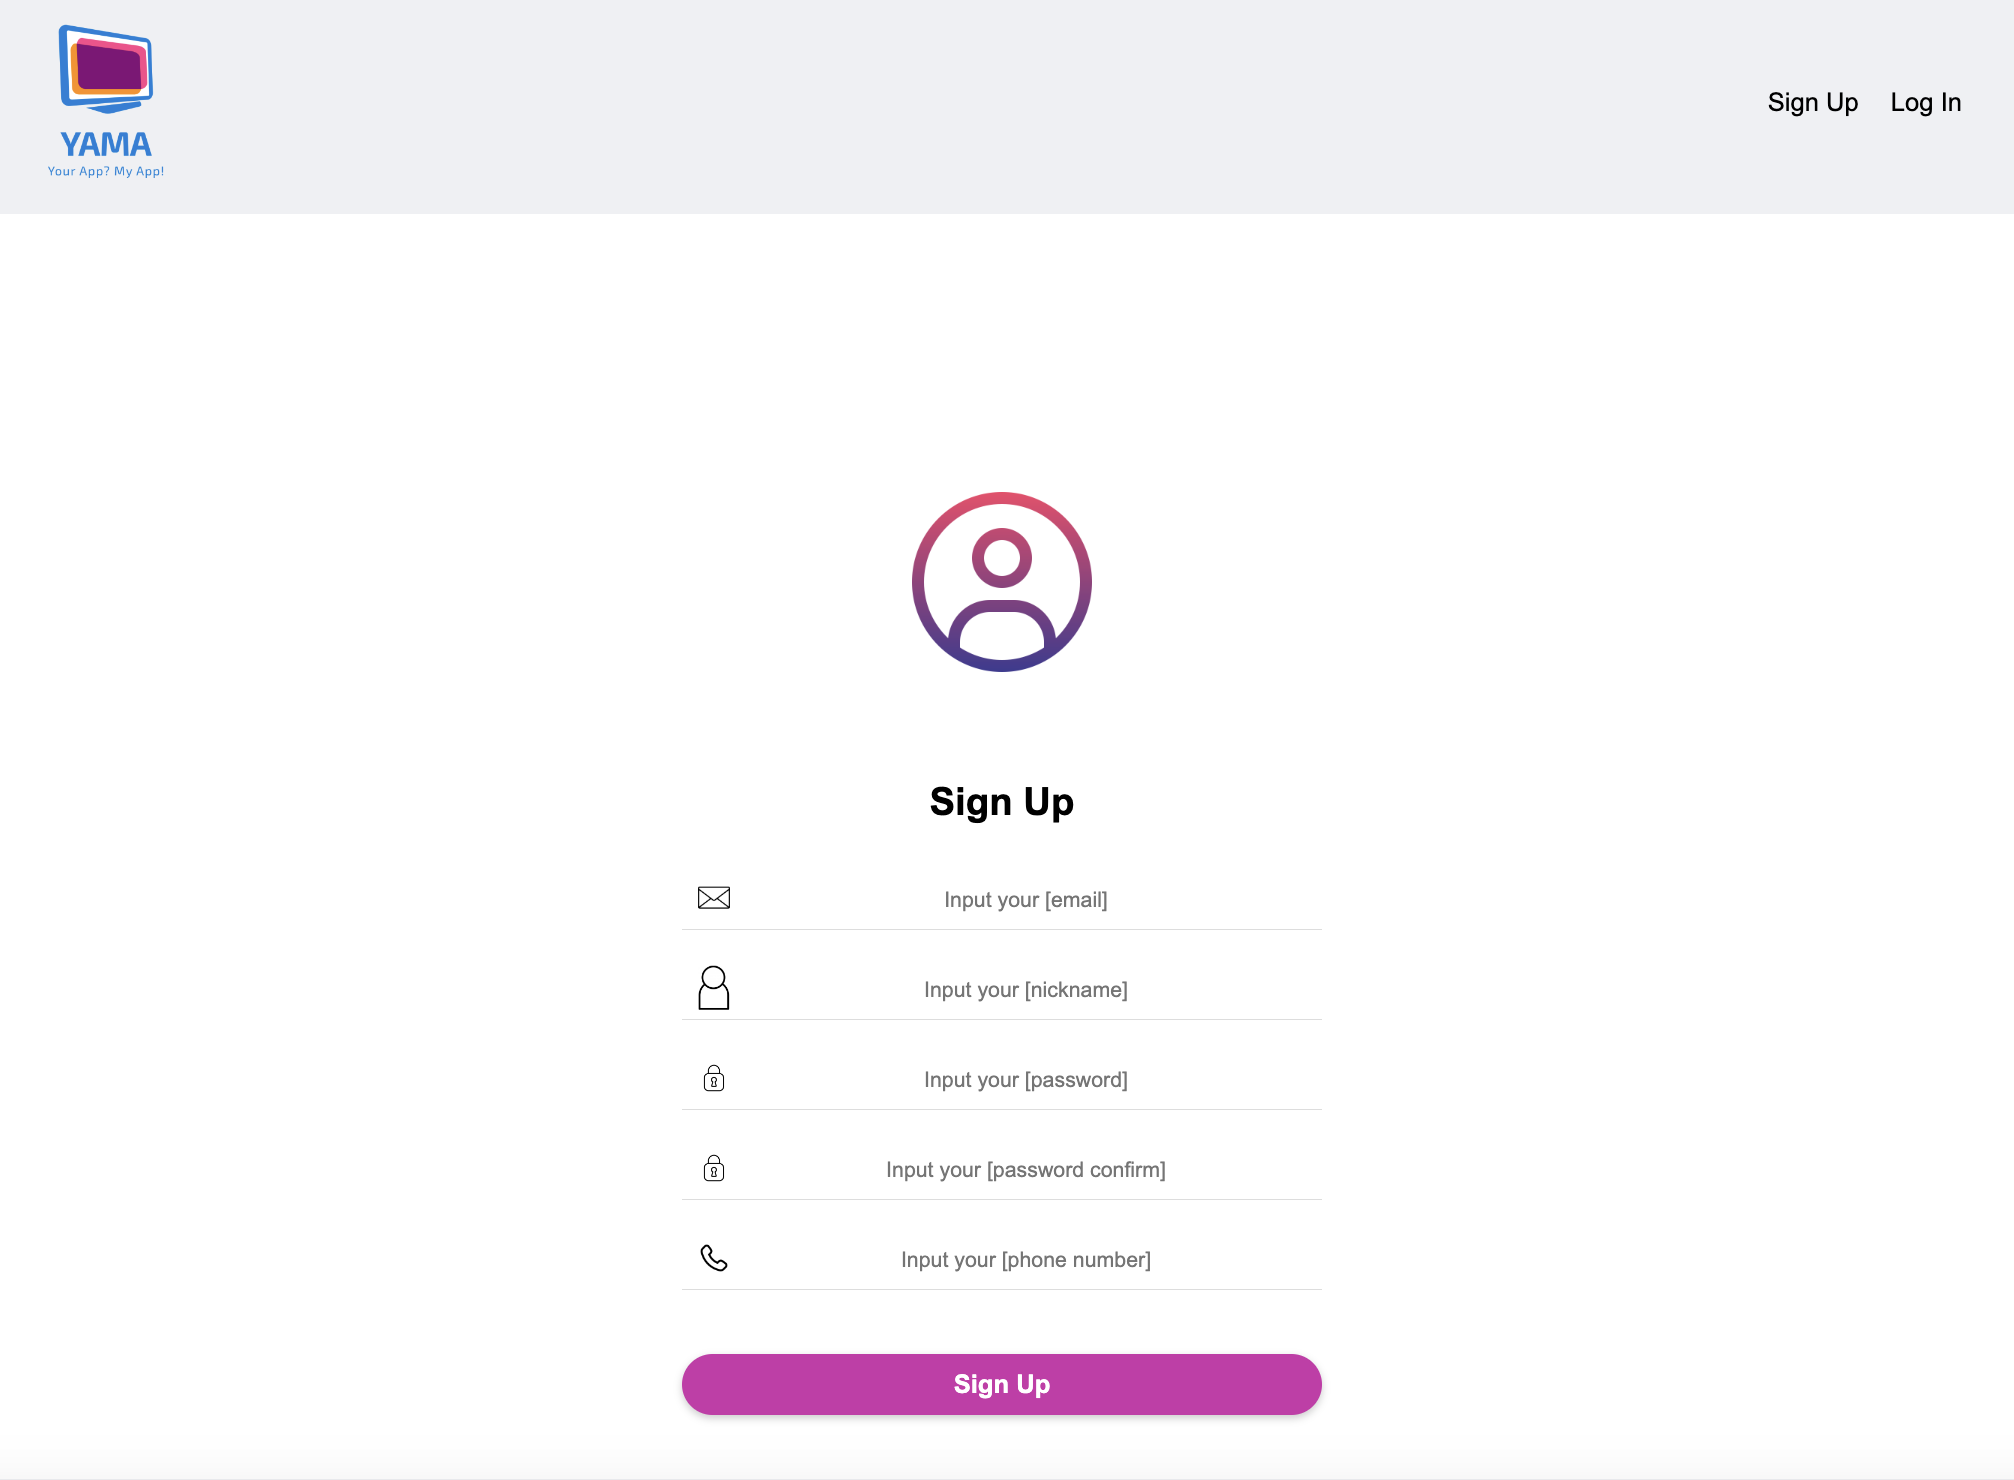 YAMA
Your App? My App!
Sign Up
Log In
Sign Up
Input your [email]
Input your [nickname]
Input your [password]
Input your [password confirm]
Input your [phone number]
Sign Up